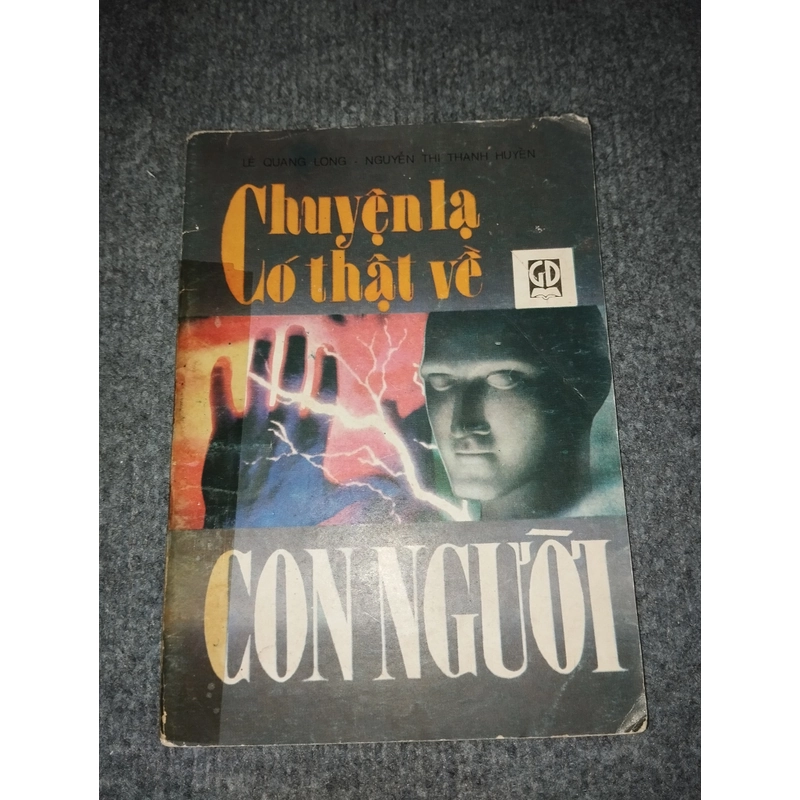 LÊ QUANG LONG - NGUYỄN THỊ THANH HUYỀN
Chuyện lạ
Có thật về
GD
CON NGƯỜI